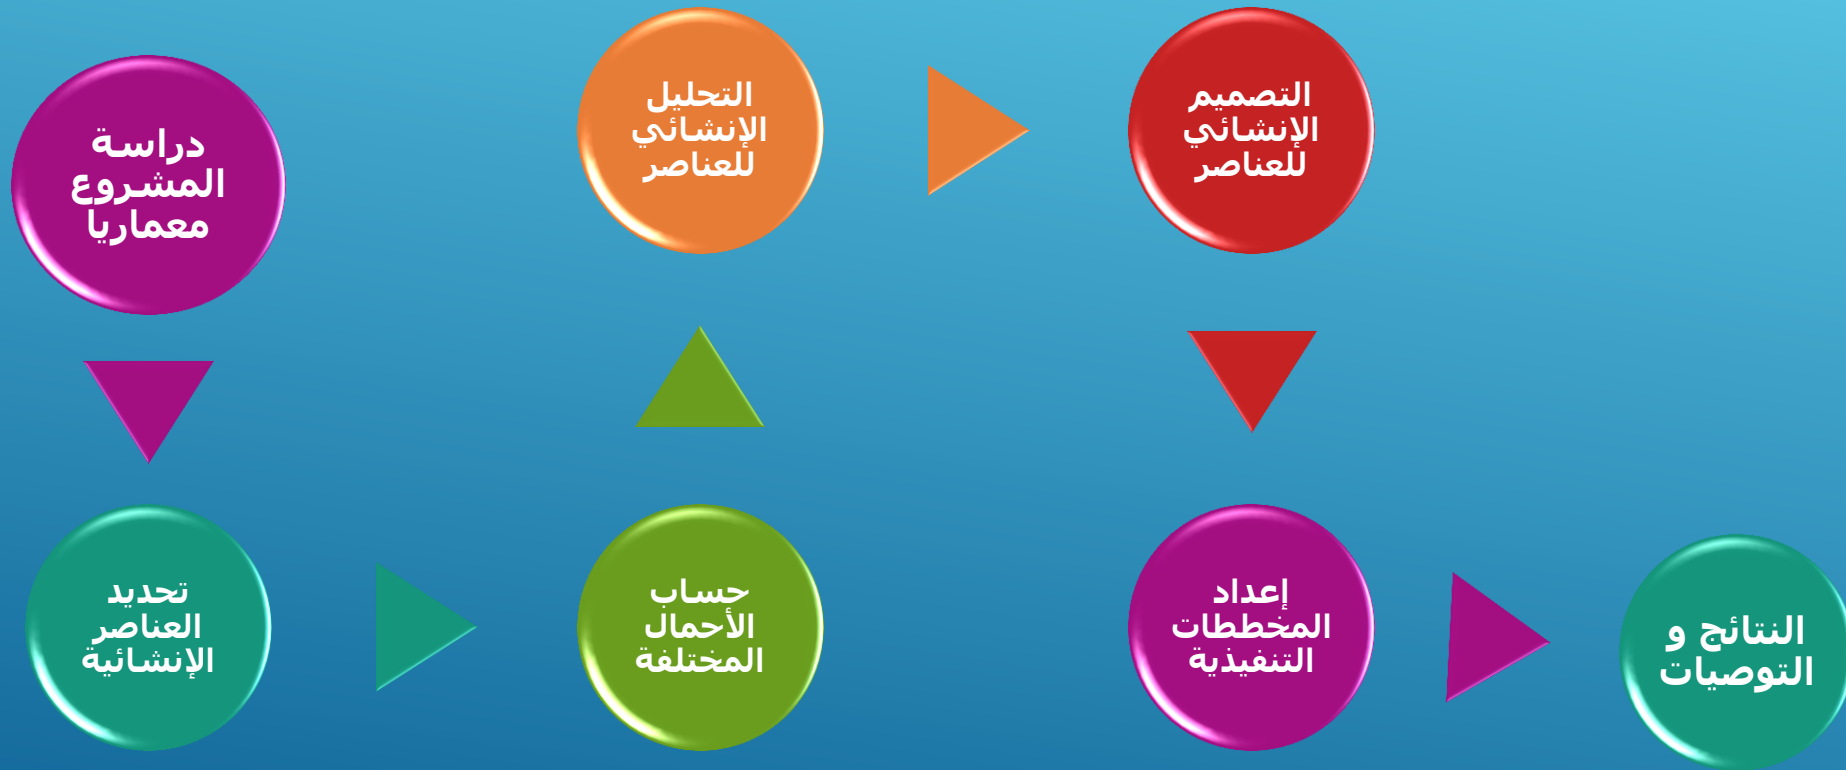 دراسة
المشروع
معماريا
تحديد
العناصر
الإنشائية
حساب
الأحمال
المختلفة
التحليل
الإنشائي
للعناصر
التصميم
الإنشائي
للعناصر
إعداد
المخططات
التنفيذية
النتائج و
التوصيات